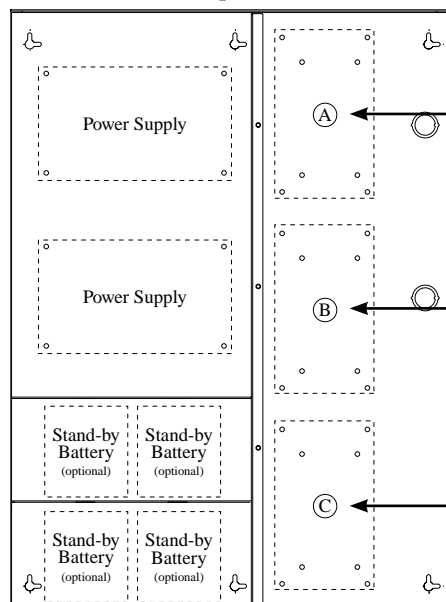 Power Supply
A
Power Supply
B
Stand-by
Battery
(optional)
Stand-by
Battery
(optional)
C
Stand-by
Battery
(optional)
Stand-by
Battery
(optional)